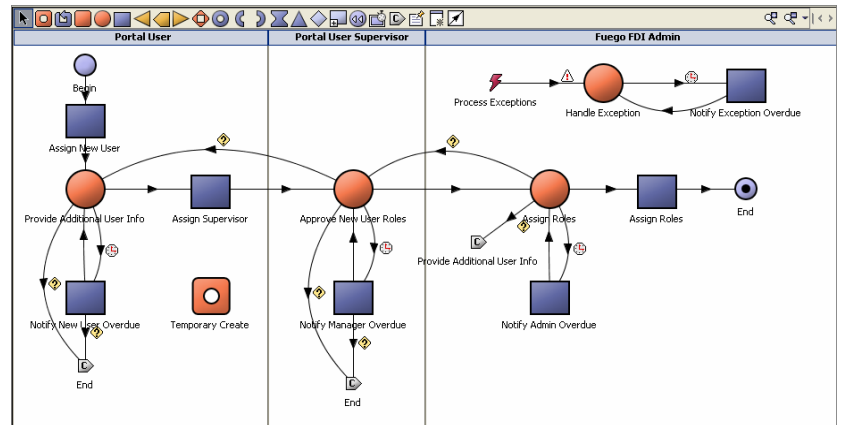 Portal User
Portal User Supervisor
Fuego FDI Admin
Begin
Process Exceptions
Handle Exception
Notify Exception Overdue
Assign New User
Provide Additional User Info
Assign Supervisor
Approve New User Roles
Assign Roles
Assign Roles
End
C
Provide Additional User Info
Notify New User Overdue
Temporary Create
Notify Manager Overdue
Notify Admin Overdue
C
End
C
End